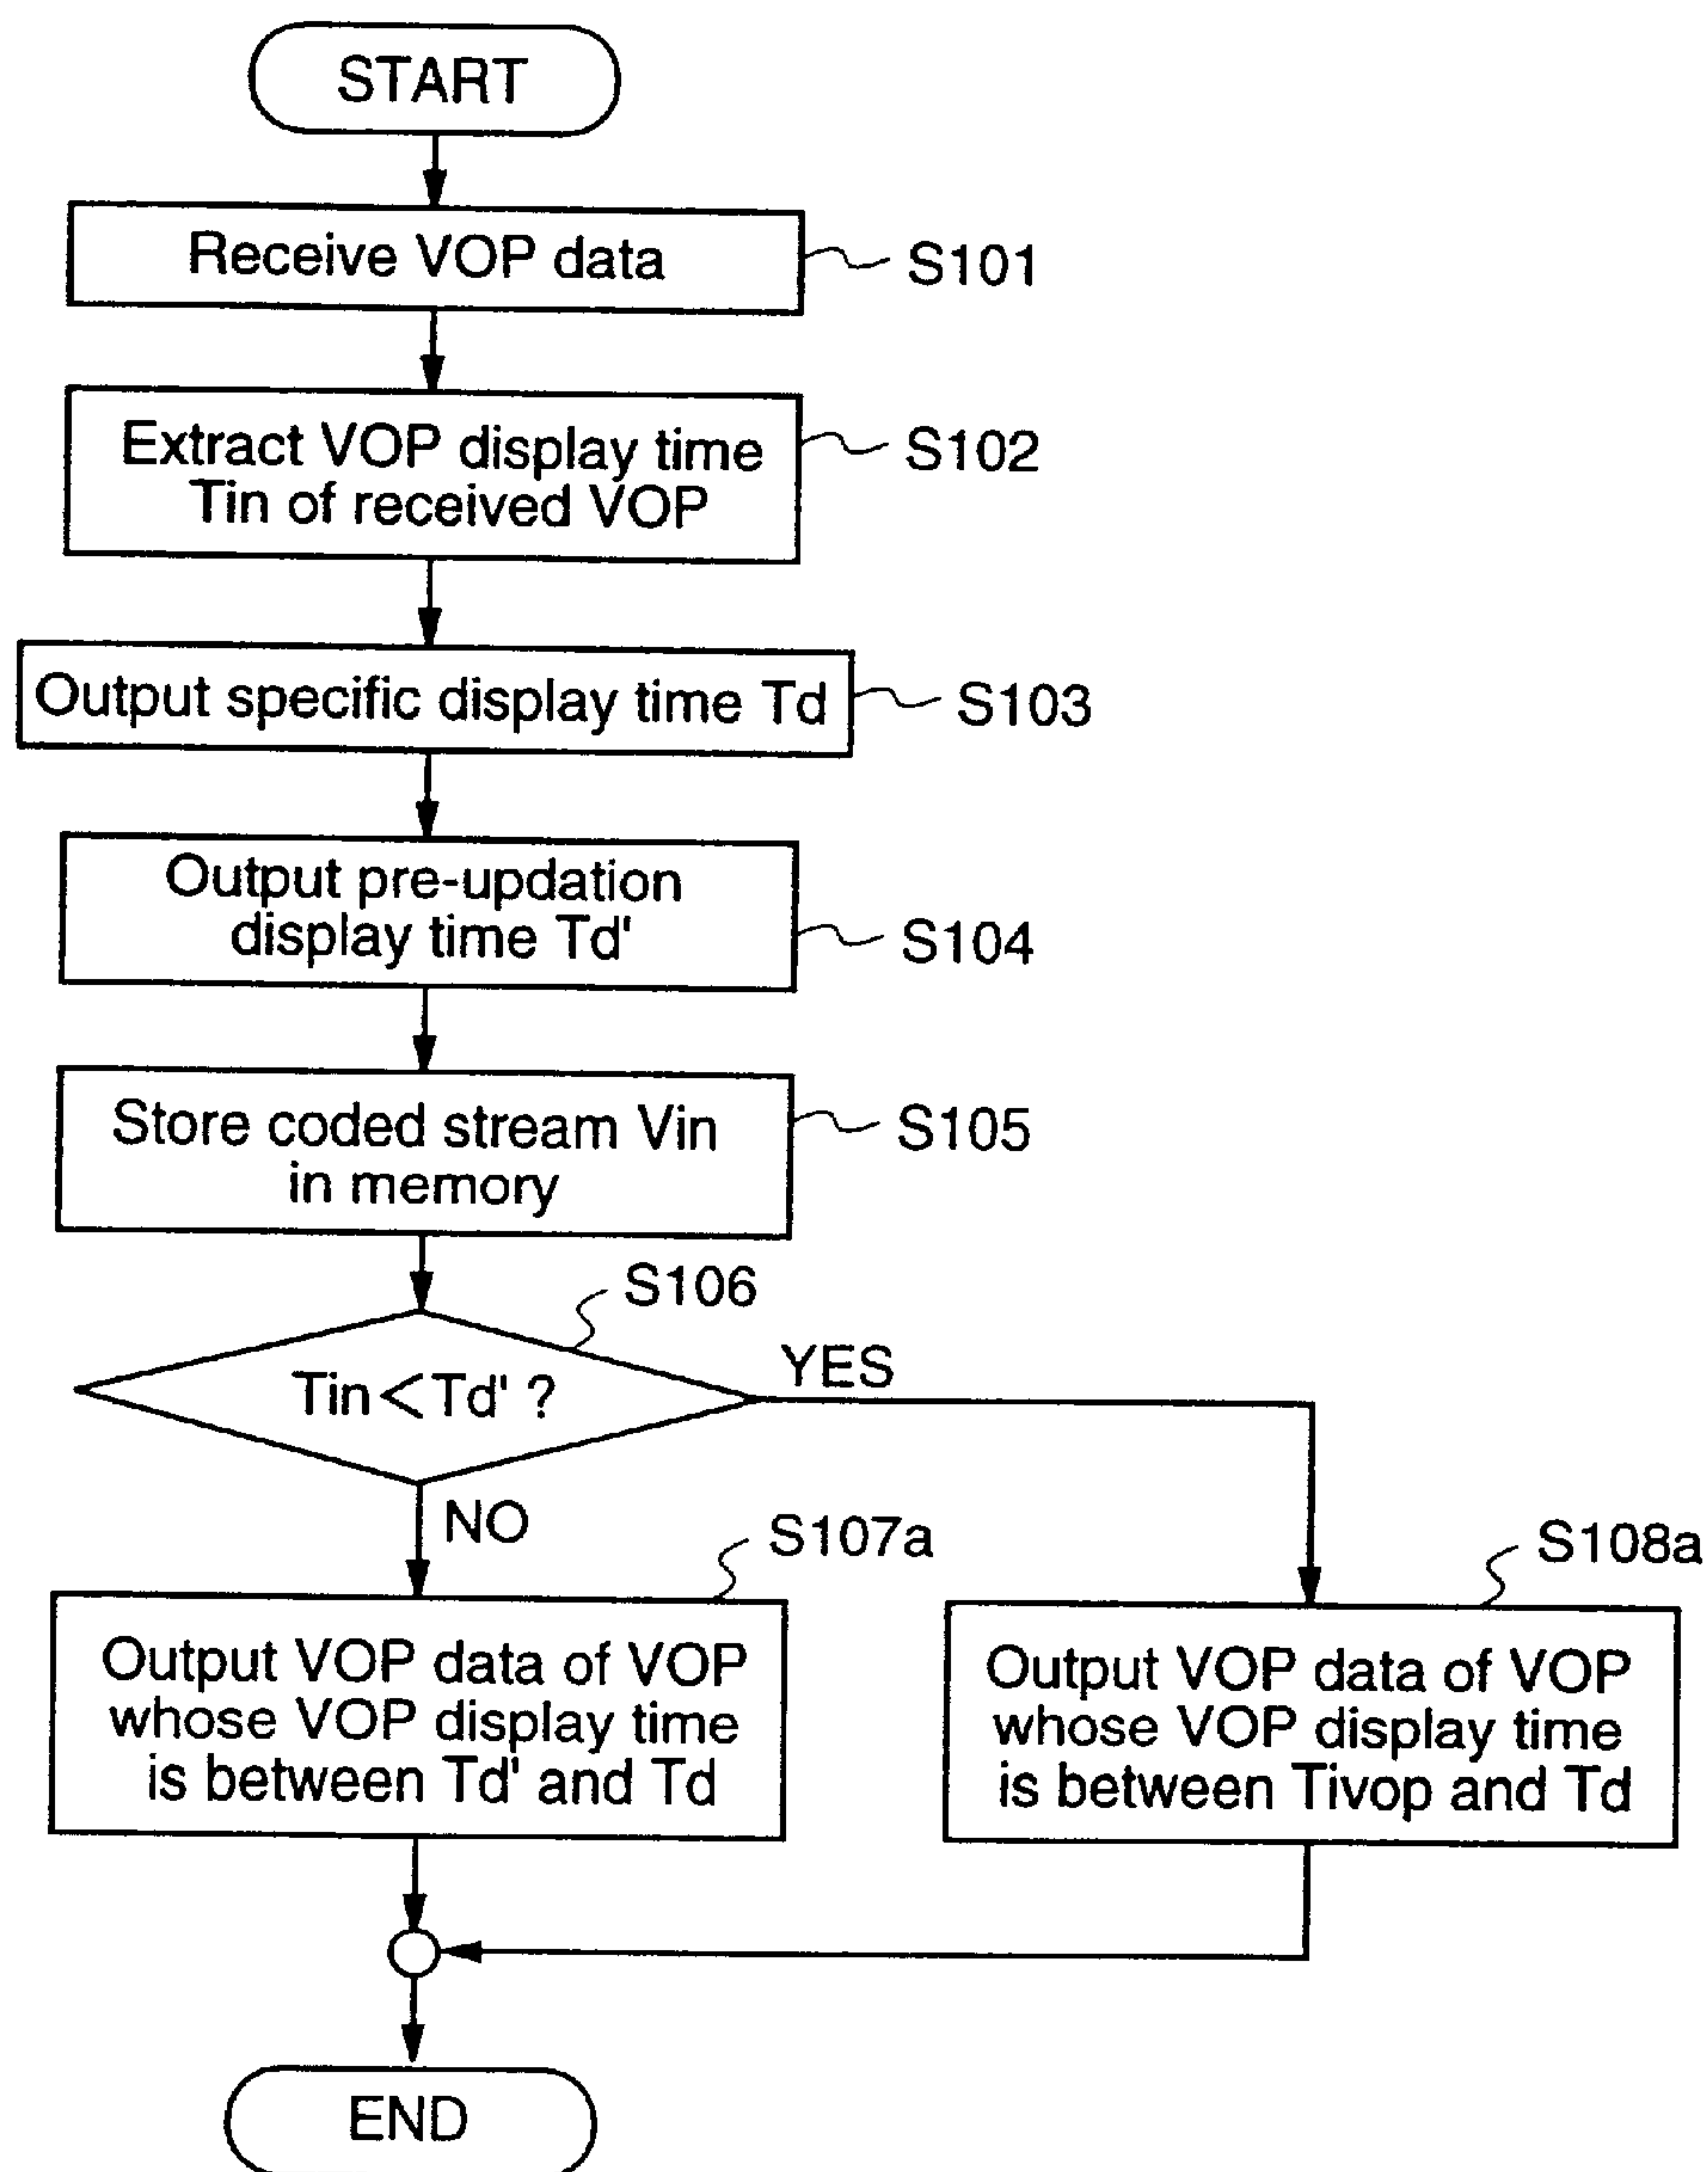 START
Receive VOP data
S101
Extract VOP display time
Tin of received VOP
S102
Output specific display time Td
S103
Output pre-updation
display time Td'
S104
Store coded stream Vin
in memory
S105
S106
Tin<Td' ?
YES
NO
S107a
Output VOP data of VOP
whose VOP display time
is between Td' and Td
S108a
Output VOP data of VOP
whose VOP display time
is between Tivop and Td
END